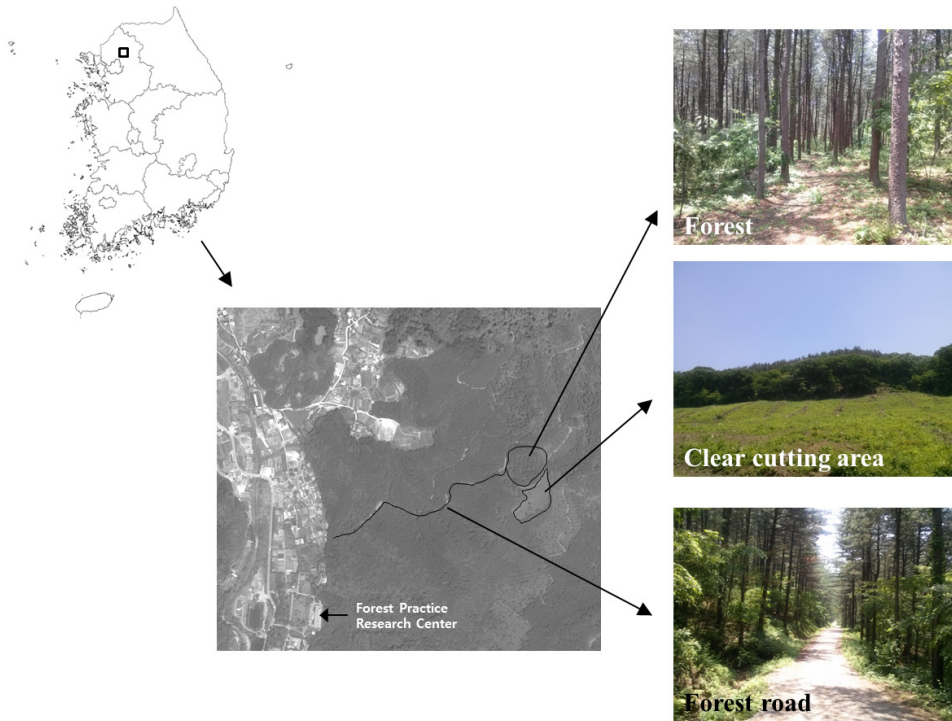 Forest
Clear cutting area
Forest Practice
Research Center
Forest road